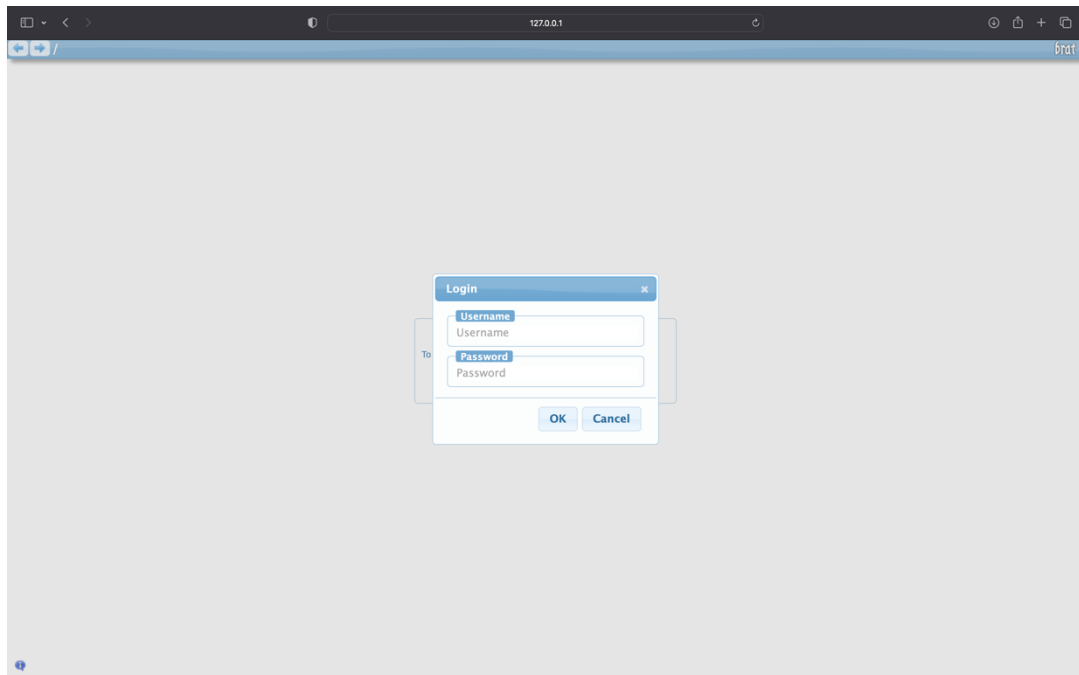 127.0.0.1
/
brat
Login
Username
Username
To
Password
Password
OK
Cancel